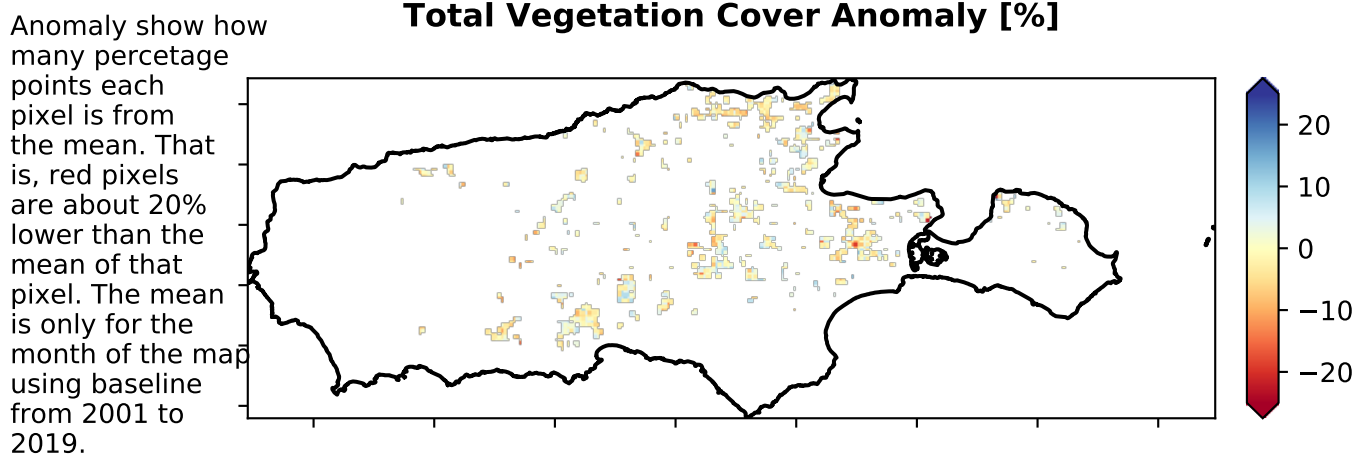 Total Vegetation Cover Anomaly [%]
Anomaly show how
many percetage
points each
pixel is from
the mean. That
is, red pixels
are about 20%
lower than the
mean of that
pixel. The mean
is only for the
month of the map
using baseline
from 2001 to
2019.
20
10
0
−10
−20